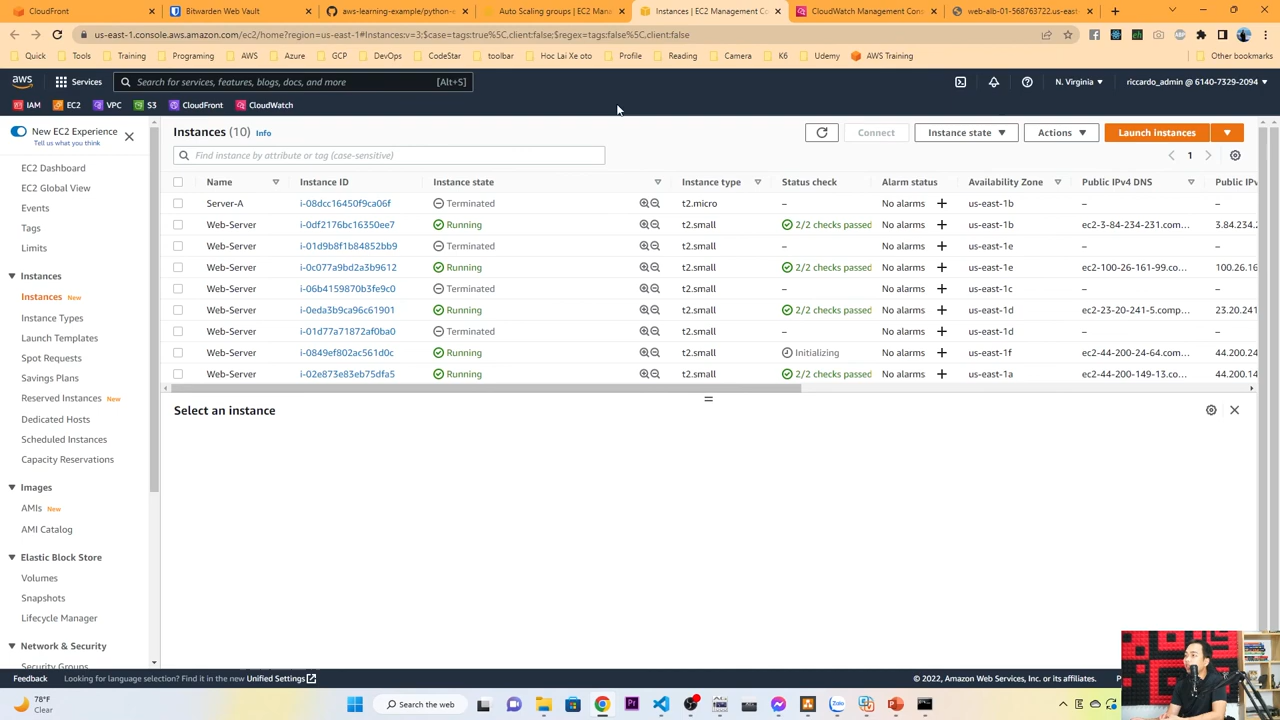 CloudFront
Bitwarden Web Vault
aws-learning-example/python-c
Auto Scaling groups | EC2 Mana
Instances | EC2 Management Co
CloudWatch Management Cons
web-alb-01-568763722.us-east
us-east-1.console.aws.amazon.com/ec2/home?region=us-east-1#Instances:v=3;$case=tags:true%5C,client:false;$regex=tags:false%5C,client:false
Quick Tools Training Programing AWS Azure GCP DevOps CodeStar toolbar Hoc Lai Xe oto Profile Reading Camera K6 Udemy AWS Training Other bookmarks
aws Services Search for services, features, blogs, docs, and more [Alt+S] N. Virginia riccardo_admin @ 6140-7329-2094
IAM EC2 VPC S3 CloudFront CloudWatch
New EC2 Experience
Tell us what you think
EC2 Dashboard
EC2 Global View
Events
Tags
Limits
Instances
Instances New
Instance Types
Launch Templates
Spot Requests
Savings Plans
Reserved Instances New
Dedicated Hosts
Scheduled Instances
Capacity Reservations
Images
AMIs New
AMI Catalog
Elastic Block Store
Volumes
Snapshots
Lifecycle Manager
Network & Security
Security Groups
Instances (10) Info
Connect Instance state Actions Launch instances
Find instance by attribute or tag (case-sensitive) 1
Name Instance ID Instance state Instance type Status check Alarm status Availability Zone Public IPv4 DNS Public IPv
Server-A i-08dcc16450f9ca06f Terminated t2.micro – No alarms + us-east-1b – –
Web-Server i-0df2176bc16350ee7 Running t2.small 2/2 checks passed No alarms + us-east-1b ec2-3-84-234-231.com... 3.84.234.2
Web-Server i-01d9b8f1b84852bb9 Terminated t2.small – No alarms + us-east-1e – –
Web-Server i-0c077a9bd2a3b9612 Running t2.small 2/2 checks passed No alarms + us-east-1e ec2-100-26-161-99.co... 100.26.16
Web-Server i-06b4159870b3fe9c0 Terminated t2.small – No alarms + us-east-1c – –
Web-Server i-0eda3b9ca96c61901 Running t2.small 2/2 checks passed No alarms + us-east-1d ec2-23-20-241-5.comp... 23.20.241
Web-Server i-01d77a71872af0ba0 Terminated t2.small – No alarms + us-east-1d – –
Web-Server i-0849ef802ac561d0c Running t2.small Initializing No alarms + us-east-1f ec2-44-200-24-64.com... 44.200.24
Web-Server i-02e873e83eb75dfa5 Running t2.small 2/2 checks passed No alarms + us-east-1a ec2-44-200-149-13.co... 44.200.14
Select an instance
Feedback Looking for language selection? Find it in the new Unified Settings © 2022, Amazon Web Services, Inc. or its affiliates.
78°F
Clear
Search the web
Zalo